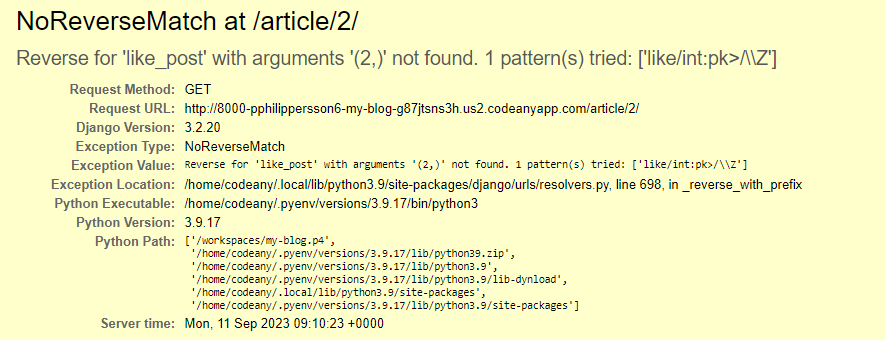 NoReverseMatch at /article/2/
Reverse for 'like_post' with arguments '(2,)' not found. 1 pattern(s) tried: ['like/int:pk>/\\Z']
Request Method: GET
Request URL: http://8000-pphilippersson6-my-blog-g87jtsns3h.us2.codeanyapp.com/article/2/
Django Version: 3.2.20
Exception Type: NoReverseMatch
Exception Value: Reverse for 'like_post' with arguments '(2,)' not found. 1 pattern(s) tried: ['like/int:pk>/\\Z']
Exception Location: /home/codeany/.local/lib/python3.9/site-packages/django/urls/resolvers.py, line 698, in _reverse_with_prefix
Python Executable: /home/codeany/.pyenv/versions/3.9.17/bin/python3
Python Version: 3.9.17
Python Path: ['/workspaces/my-blog.p4',
'/home/codeany/.pyenv/versions/3.9.17/lib/python39.zip',
'/home/codeany/.pyenv/versions/3.9.17/lib/python3.9',
'/home/codeany/.pyenv/versions/3.9.17/lib/python3.9/lib-dynload',
'/home/codeany/.local/lib/python3.9/site-packages',
'/home/codeany/.pyenv/versions/3.9.17/lib/python3.9/site-packages']
Server time: Mon, 11 Sep 2023 09:10:23 +0000